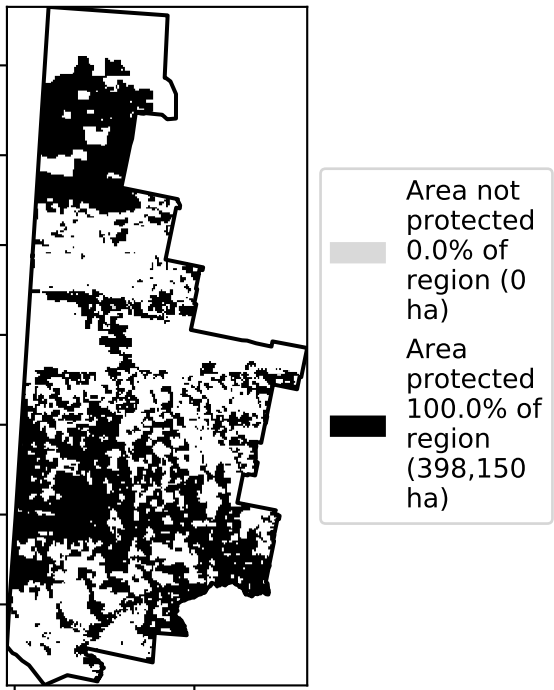 Area not
protected
0.0% of
region (0
ha)
Area
protected
100.0% of
region
(398,150
ha)